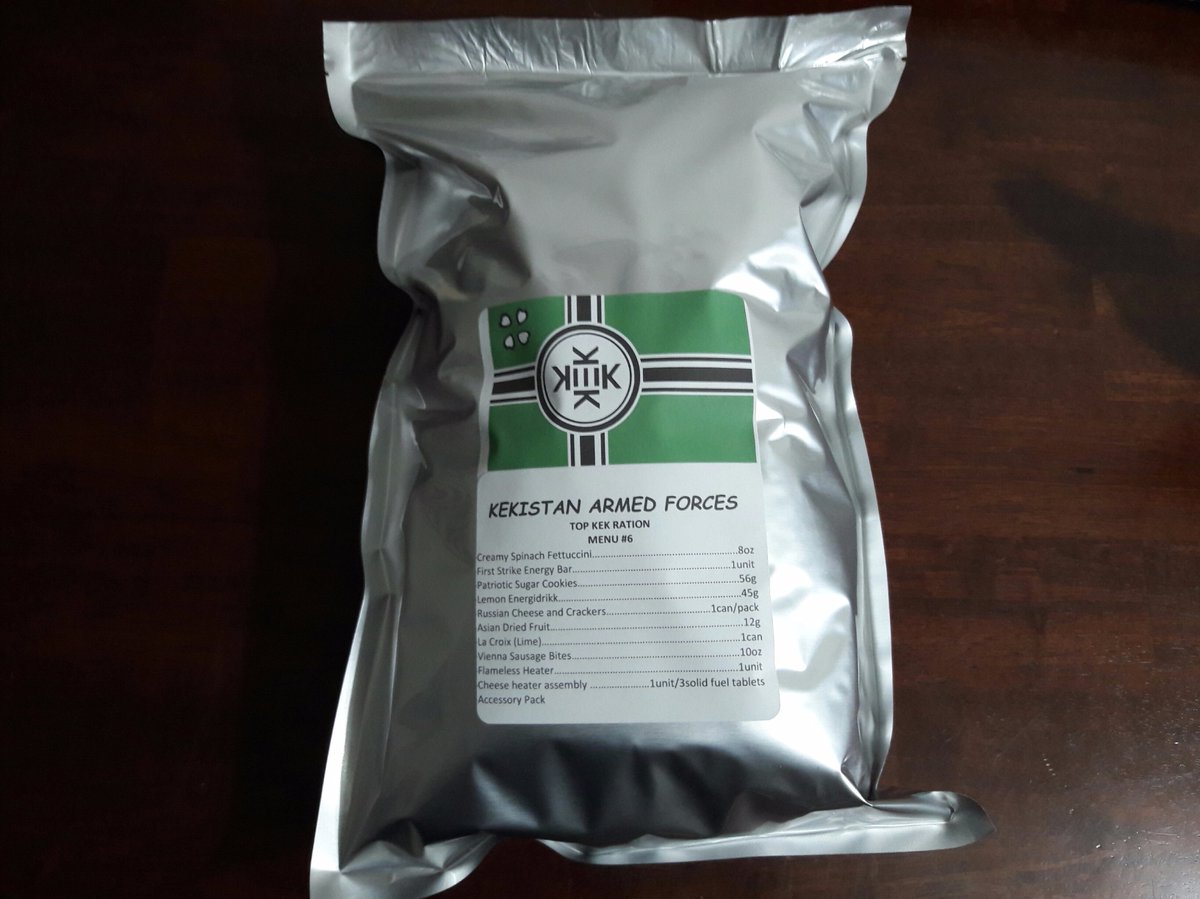 KEK
KEKISTAN ARMED FORCES
TOP KEK RATION
MENU #6
Creamy Spinach Fettuccini....................................................8oz
First Strike Energy Bar.........................................................1unit
Patriotic Sugar Cookies..........................................................56g
Lemon Energidrikk.................................................................45g
Russian Cheese and Crackers......................................1can/pack
Asian Dried Fruit.....................................................................12g
La Croix (Lime)......................................................................1can
Vienna Sausage Bites...........................................................10oz
Flameless Heater..................................................................1unit
Cheese heater assembly .....................1unit/3solid fuel tablets
Accessory Pack